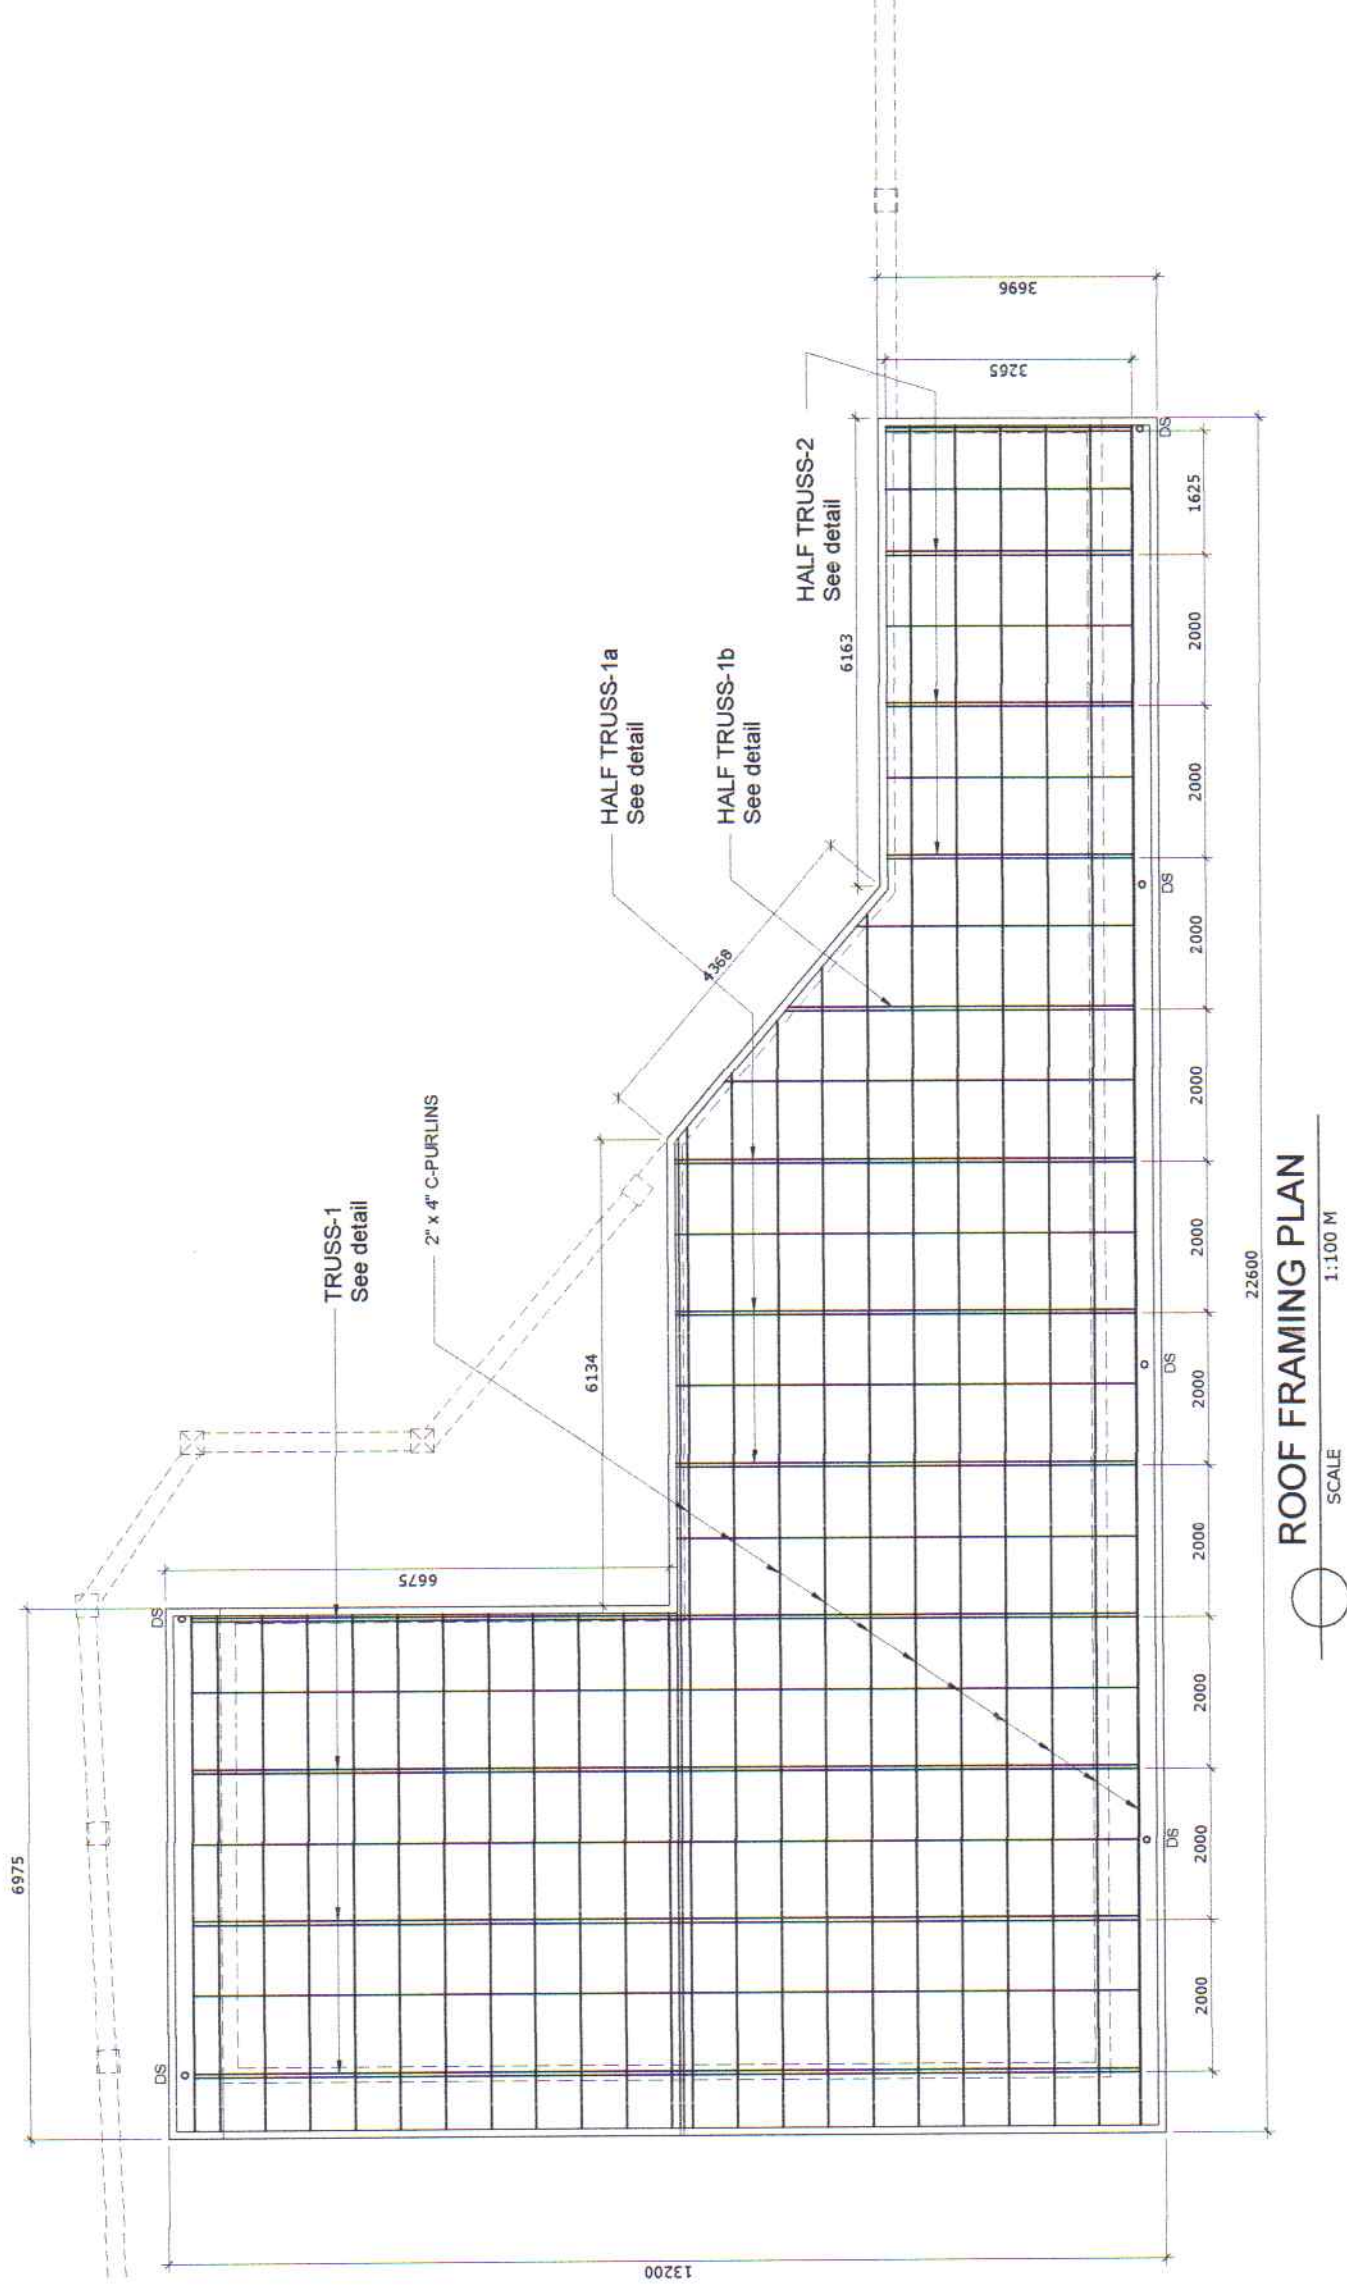 6975
13200
DS
DS
6675
TRUSS-1
See detail
2" x 4" C-PURLINS
6134
4368
HALF TRUSS-1a
See detail
HALF TRUSS-1b
See detail
6163
HALF TRUSS-2
See detail
3265
3696
DS
DS
DS
DS
2000
2000
2000
2000
2000
2000
2000
2000
2000
2000
1625
22600
ROOF FRAMING PLAN
SCALE
1:100 M